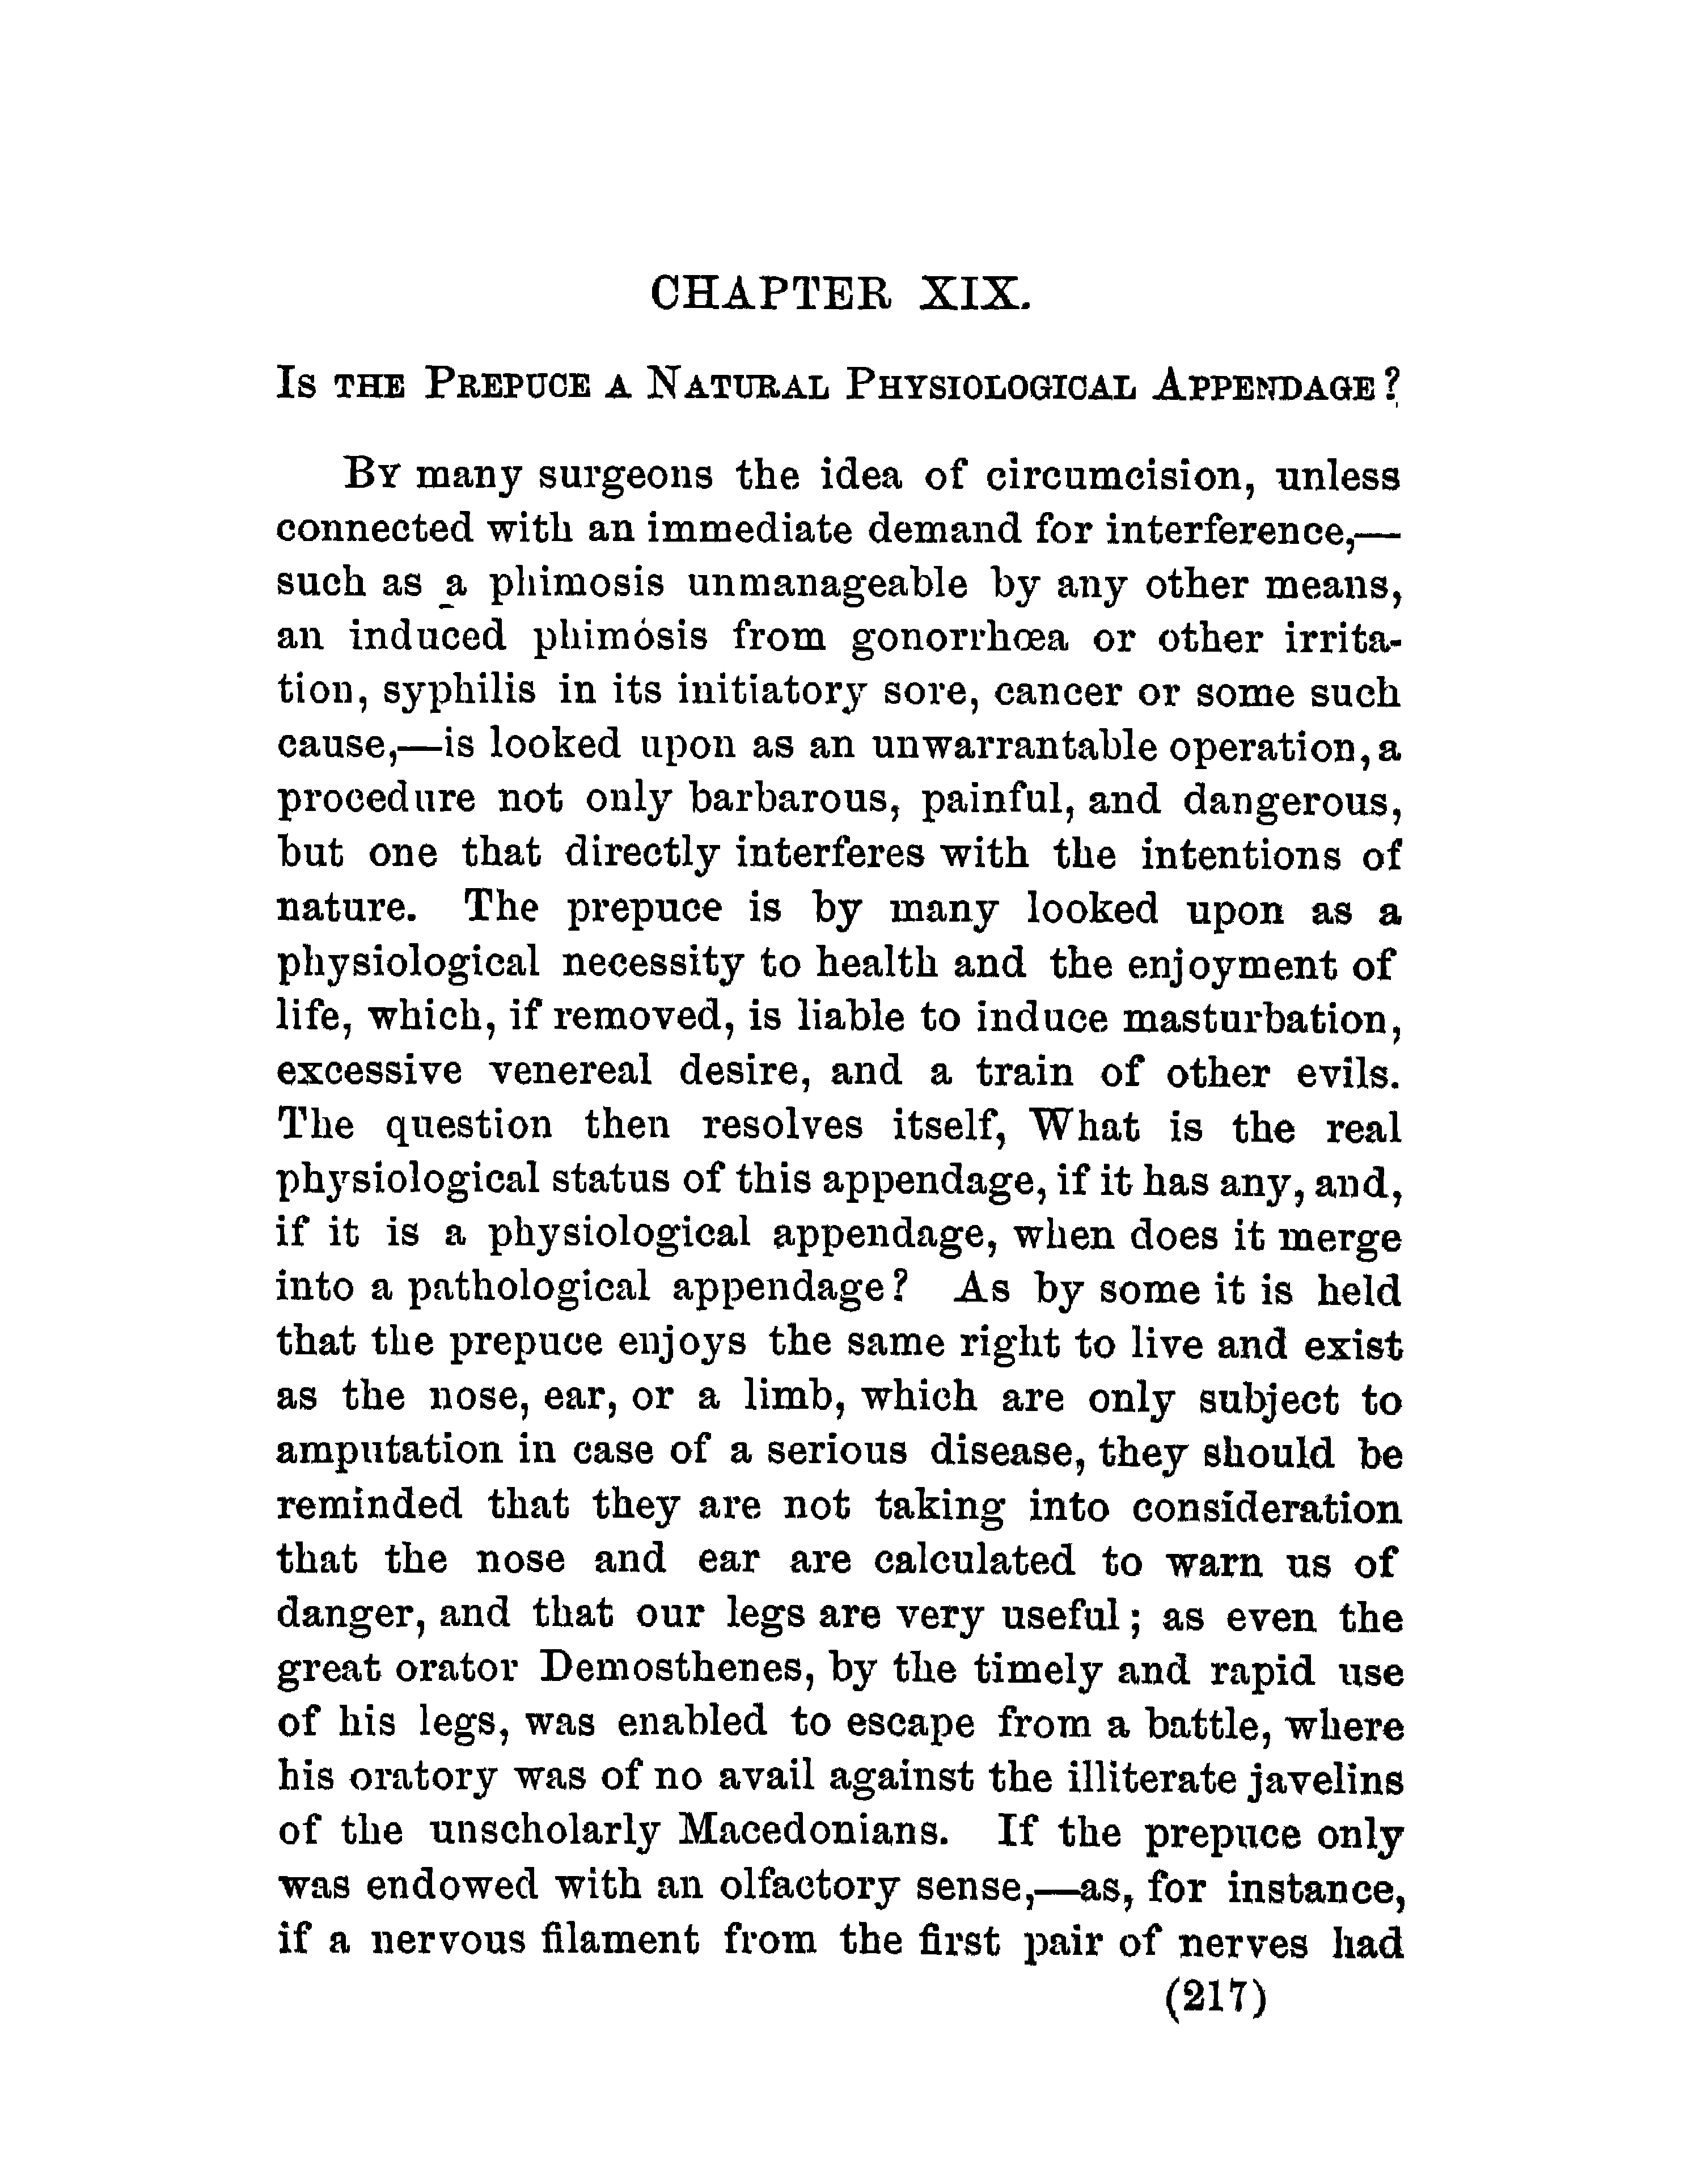 CHAPTER XIX.
Is the Prepuce a Natural Physiological Appendage?
By many surgeons the idea of circumcision, unless
connected with an immediate demand for interference,—
such as a phimosis unmanageable by any other means,
an induced phimósis from gonorrhœa or other irrita-
tion, syphilis in its initiatory sore, cancer or some such
cause,—is looked upon as an unwarrantable operation, a
procedure not only barbarous, painful, and dangerous,
but one that directly interferes with the intentions of
nature. The prepuce is by many looked upon as a
physiological necessity to health and the enjoyment of
life, which, if removed, is liable to induce masturbation,
excessive venereal desire, and a train of other evils.
The question then resolves itself, What is the real
physiological status of this appendage, if it has any, and,
if it is a physiological appendage, when does it merge
into a pathological appendage? As by some it is held
that the prepuce enjoys the same right to live and exist
as the nose, ear, or a limb, which are only subject to
amputation in case of a serious disease, they should be
reminded that they are not taking into consideration
that the nose and ear are calculated to warn us of
danger, and that our legs are very useful; as even the
great orator Demosthenes, by the timely and rapid use
of his legs, was enabled to escape from a battle, where
his oratory was of no avail against the illiterate javelins
of the unscholarly Macedonians. If the prepuce only
was endowed with an olfactory sense,—as, for instance,
if a nervous filament from the first pair of nerves had
(217)